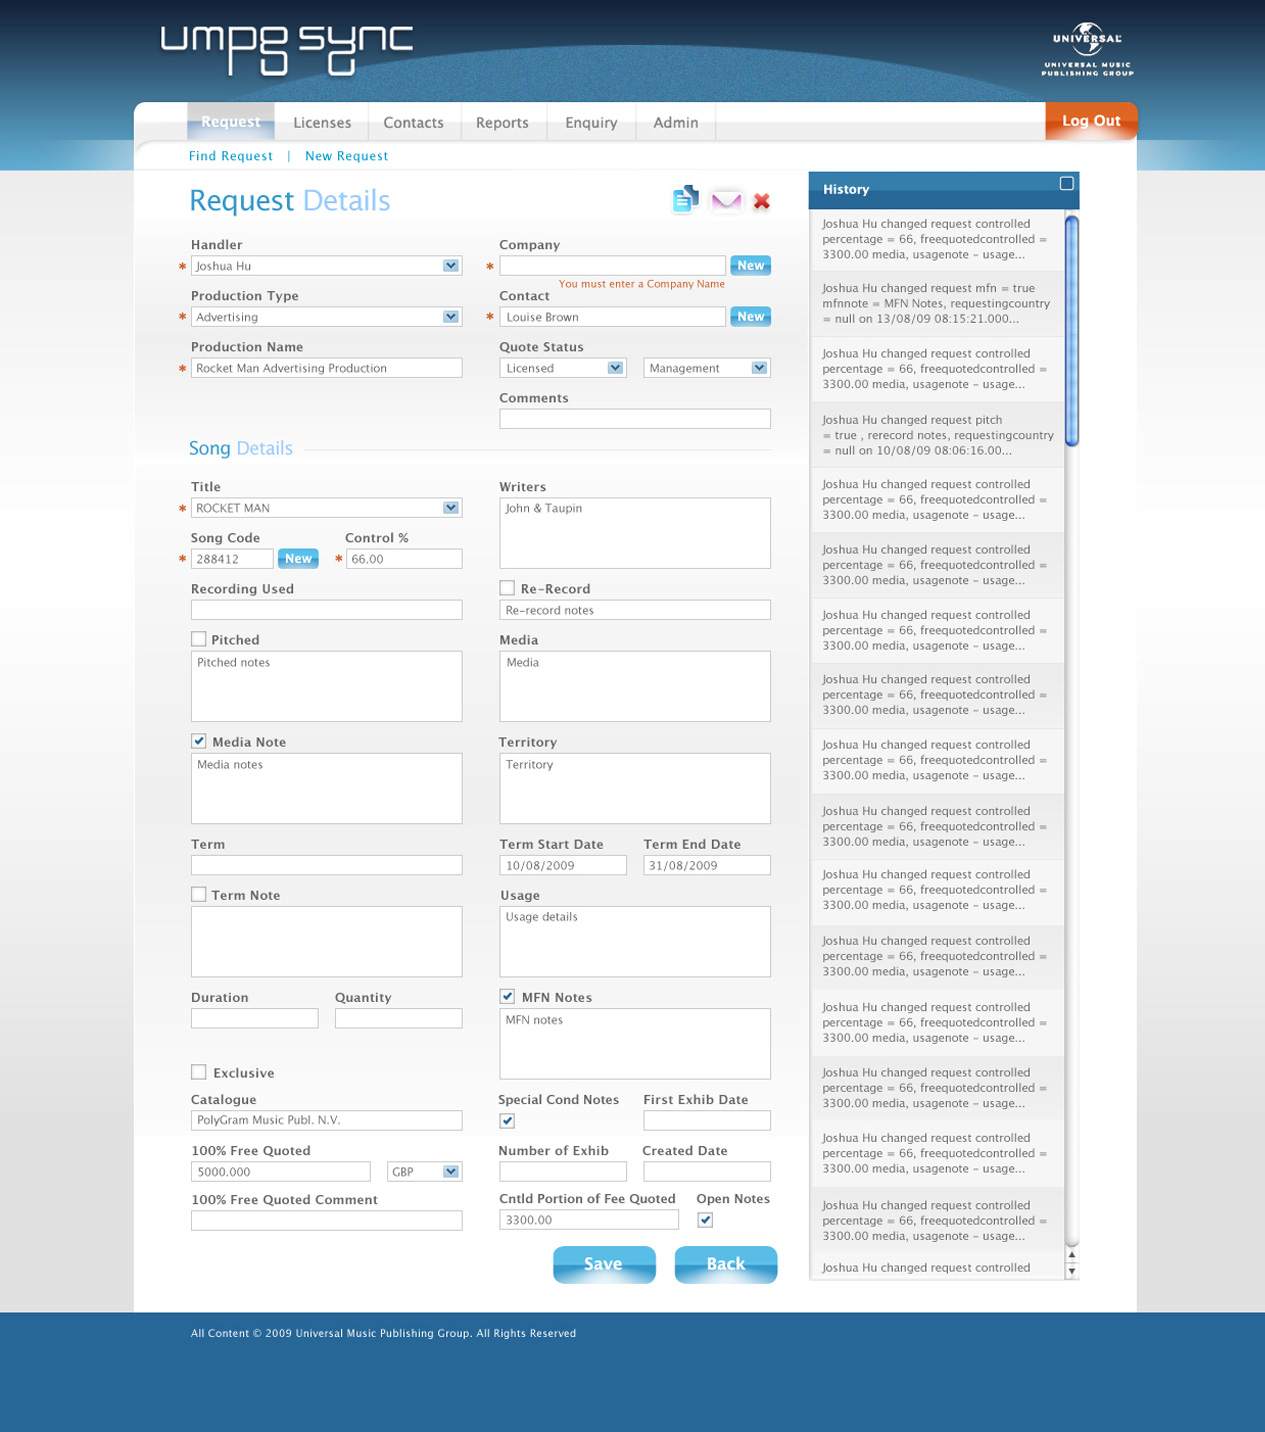 umpg sync
UNIVERSAL
UNIVERSAL MUSIC
PUBLISHING GROUP
Request Licenses Contacts Reports Enquiry Admin Log Out
Find Request | New Request
Request Details
Handler
* Joshua Hu
Company
* New
You must enter a Company Name
Production Type
* Advertising
Contact
* Louise Brown New
Production Name
* Rocket Man Advertising Production
Quote Status
Licensed Management
Comments
Song Details
Title
* ROCKET MAN
Writers
John & Taupin
Song Code Control %
* 288412 New * 66.00
Recording Used
Re-Record
Re-record notes
Pitched
Pitched notes
Media
Media
Media Note
Media notes
Territory
Territory
Term
Term Start Date Term End Date
10/08/2009 31/08/2009
Term Note
Usage
Usage details
Duration Quantity
MFN Notes
MFN notes
Exclusive
Catalogue
PolyGram Music Publ. N.V.
Special Cond Notes First Exhib Date
100% Free Quoted
5000.000 GBP
Number of Exhib Created Date
100% Free Quoted Comment
Cntld Portion of Fee Quoted Open Notes
3300.00
Save Back
History
Joshua Hu changed request controlled
percentage = 66, freequotedcontrolled =
3300.00 media, usagenote - usage...
Joshua Hu changed request mfn = true
mfnnote = MFN Notes, requestingcountry
= null on 13/08/09 08:15:21.000...
Joshua Hu changed request controlled
percentage = 66, freequotedcontrolled =
3300.00 media, usagenote - usage...
Joshua Hu changed request pitch
= true , rerecord notes, requestingcountry
= null on 10/08/09 08:06:16.00...
Joshua Hu changed request controlled
percentage = 66, freequotedcontrolled =
3300.00 media, usagenote - usage...
Joshua Hu changed request controlled
percentage = 66, freequotedcontrolled =
3300.00 media, usagenote - usage...
Joshua Hu changed request controlled
percentage = 66, freequotedcontrolled =
3300.00 media, usagenote - usage...
Joshua Hu changed request controlled
percentage = 66, freequotedcontrolled =
3300.00 media, usagenote - usage...
Joshua Hu changed request controlled
percentage = 66, freequotedcontrolled =
3300.00 media, usagenote - usage...
Joshua Hu changed request controlled
percentage = 66, freequotedcontrolled =
3300.00 media, usagenote - usage...
Joshua Hu changed request controlled
percentage = 66, freequotedcontrolled =
3300.00 media, usagenote - usage...
Joshua Hu changed request controlled
percentage = 66, freequotedcontrolled =
3300.00 media, usagenote - usage...
Joshua Hu changed request controlled
percentage = 66, freequotedcontrolled =
3300.00 media, usagenote - usage...
Joshua Hu changed request controlled
percentage = 66, freequotedcontrolled =
3300.00 media, usagenote - usage...
Joshua Hu changed request controlled
percentage = 66, freequotedcontrolled =
3300.00 media, usagenote - usage...
Joshua Hu changed request controlled
percentage = 66, freequotedcontrolled =
3300.00 media, usagenote - usage...
Joshua Hu changed request controlled
All Content © 2009 Universal Music Publishing Group. All Rights Reserved